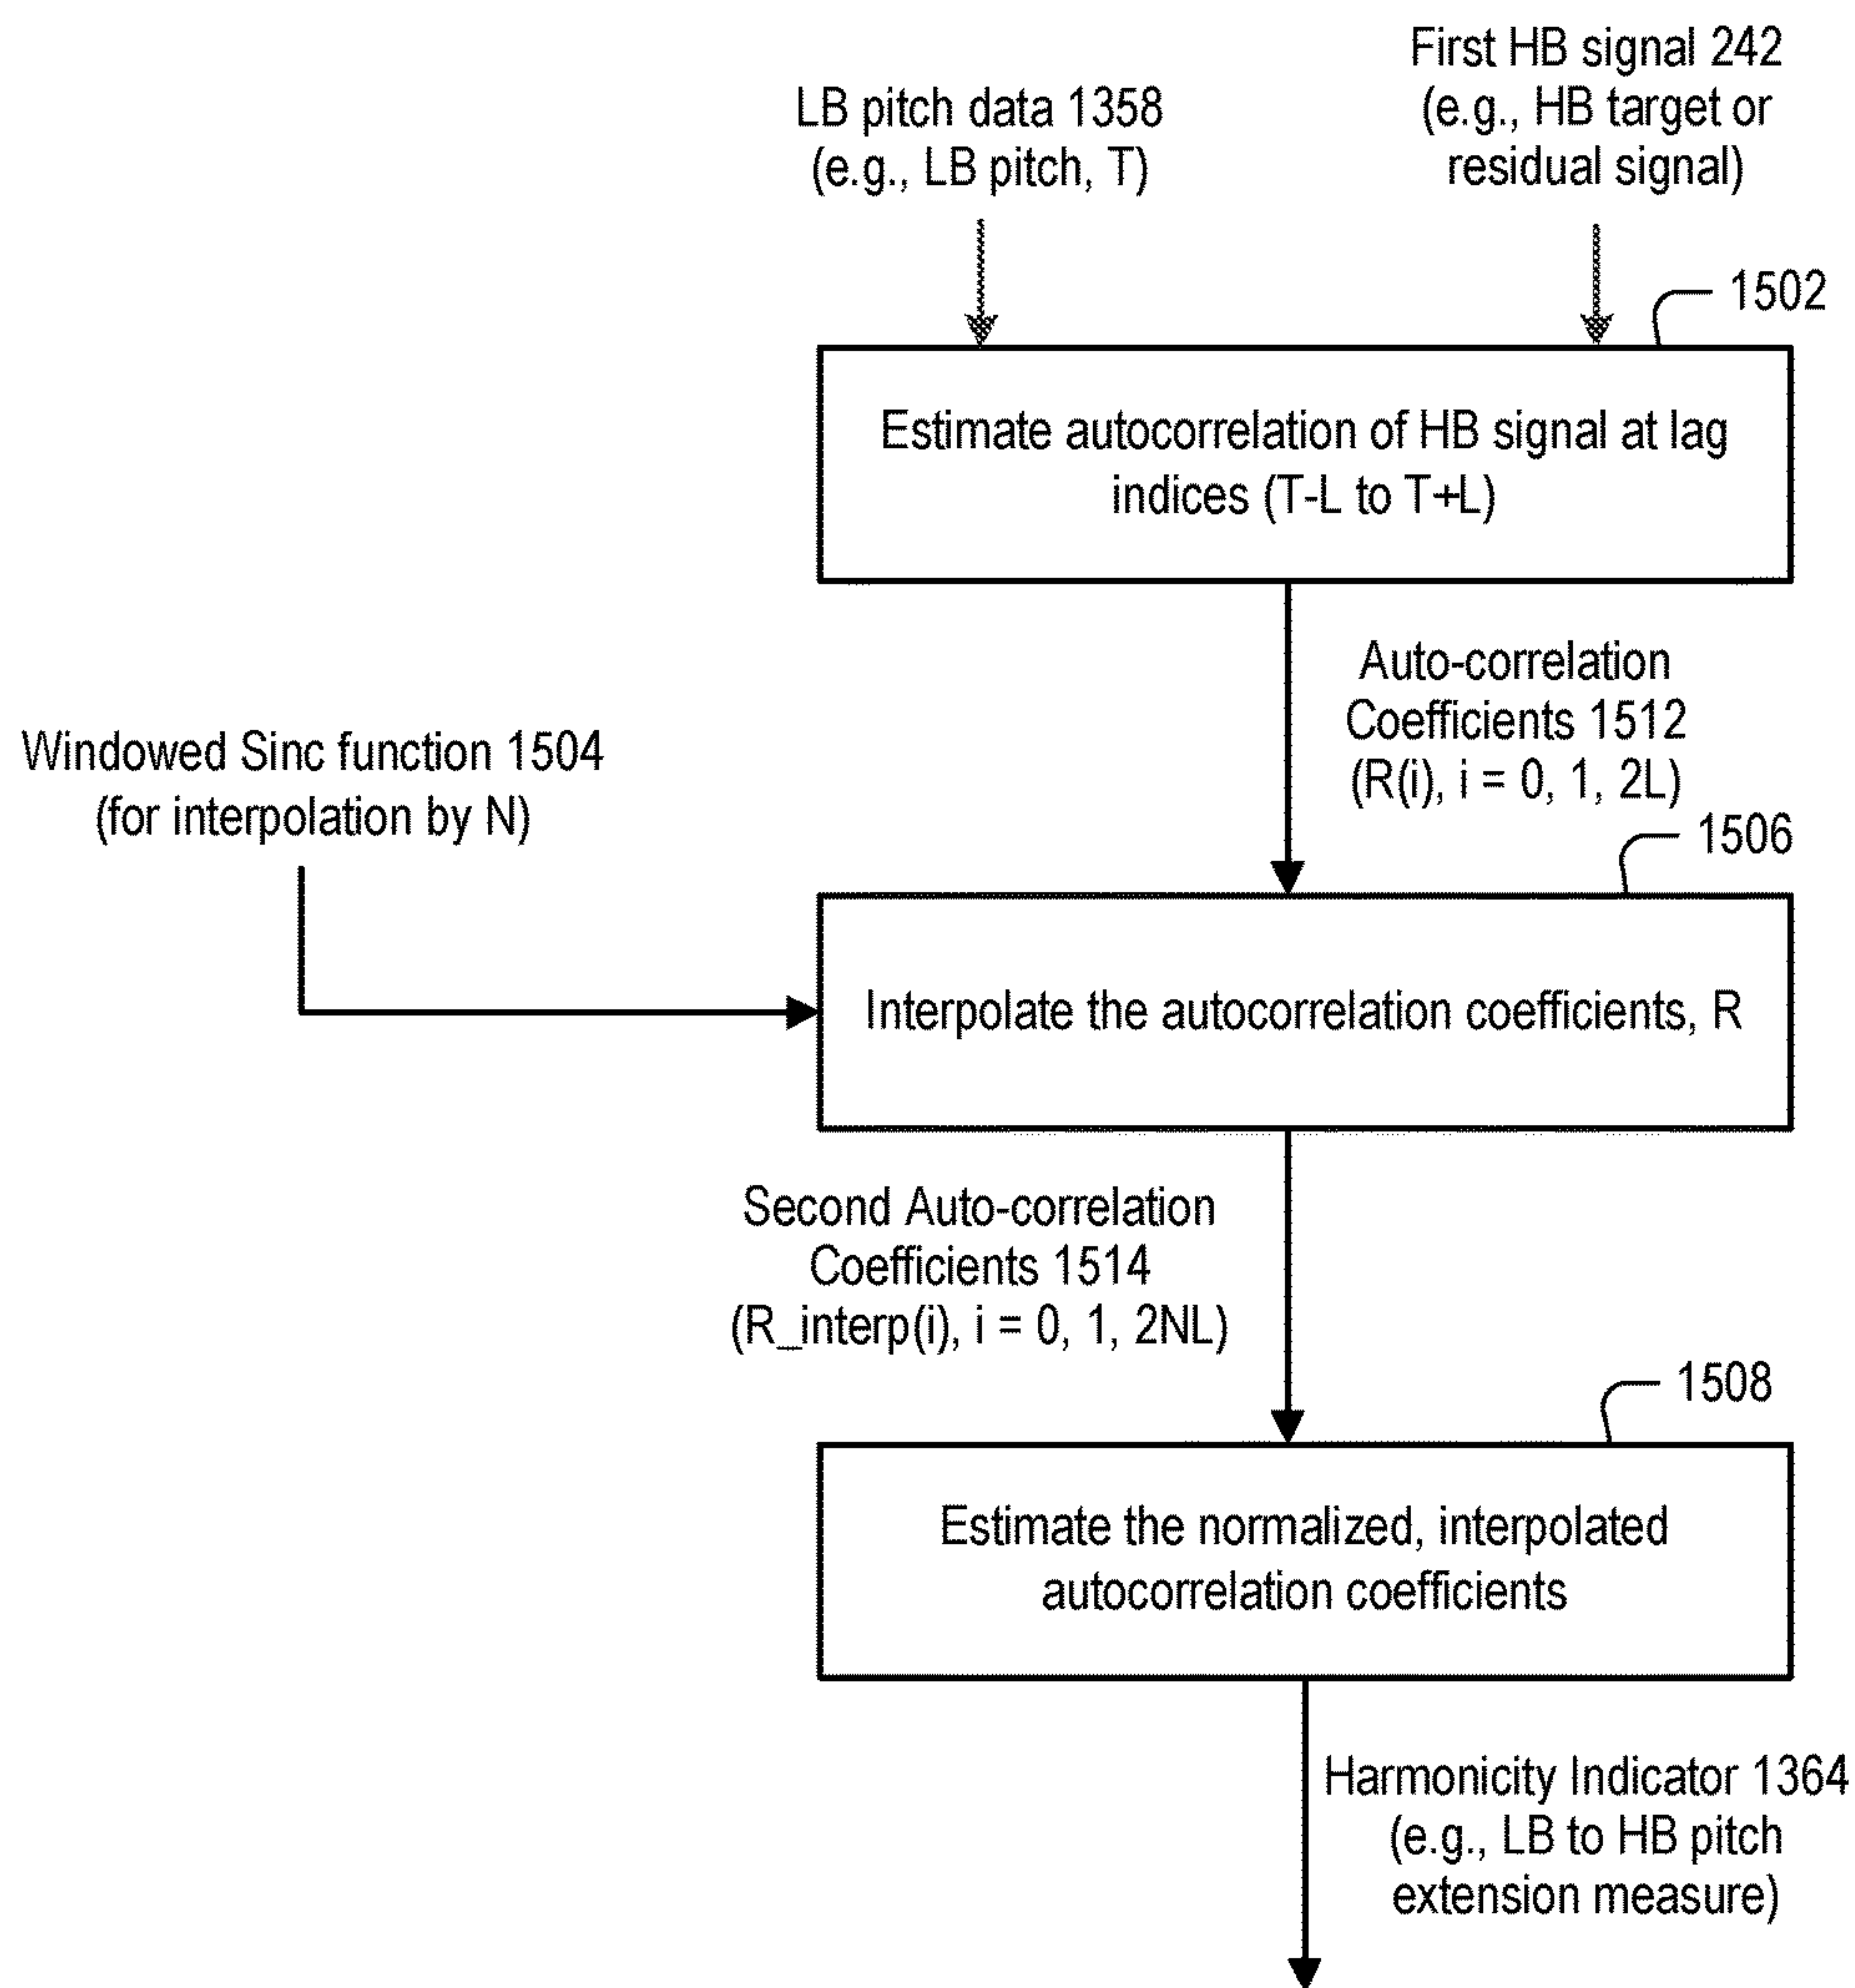 First HB signal 242
(e.g., HB target or
residual signal)
LB pitch data 1358
(e.g., LB pitch, T)
1502
Estimate autocorrelation of HB signal at lag
indices (T-L to T+L)
Auto-correlation
Coefficients 1512
(R(i), i = 0, 1, 2L)
Windowed Sinc function 1504
(for interpolation by N)
1506
Interpolate the autocorrelation coefficients, R
Second Auto-correlation
Coefficients 1514
(R_interp(i), i = 0, 1, 2NL)
1508
Estimate the normalized, interpolated
autocorrelation coefficients
Harmonicity Indicator 1364
(e.g., LB to HB pitch
extension measure)